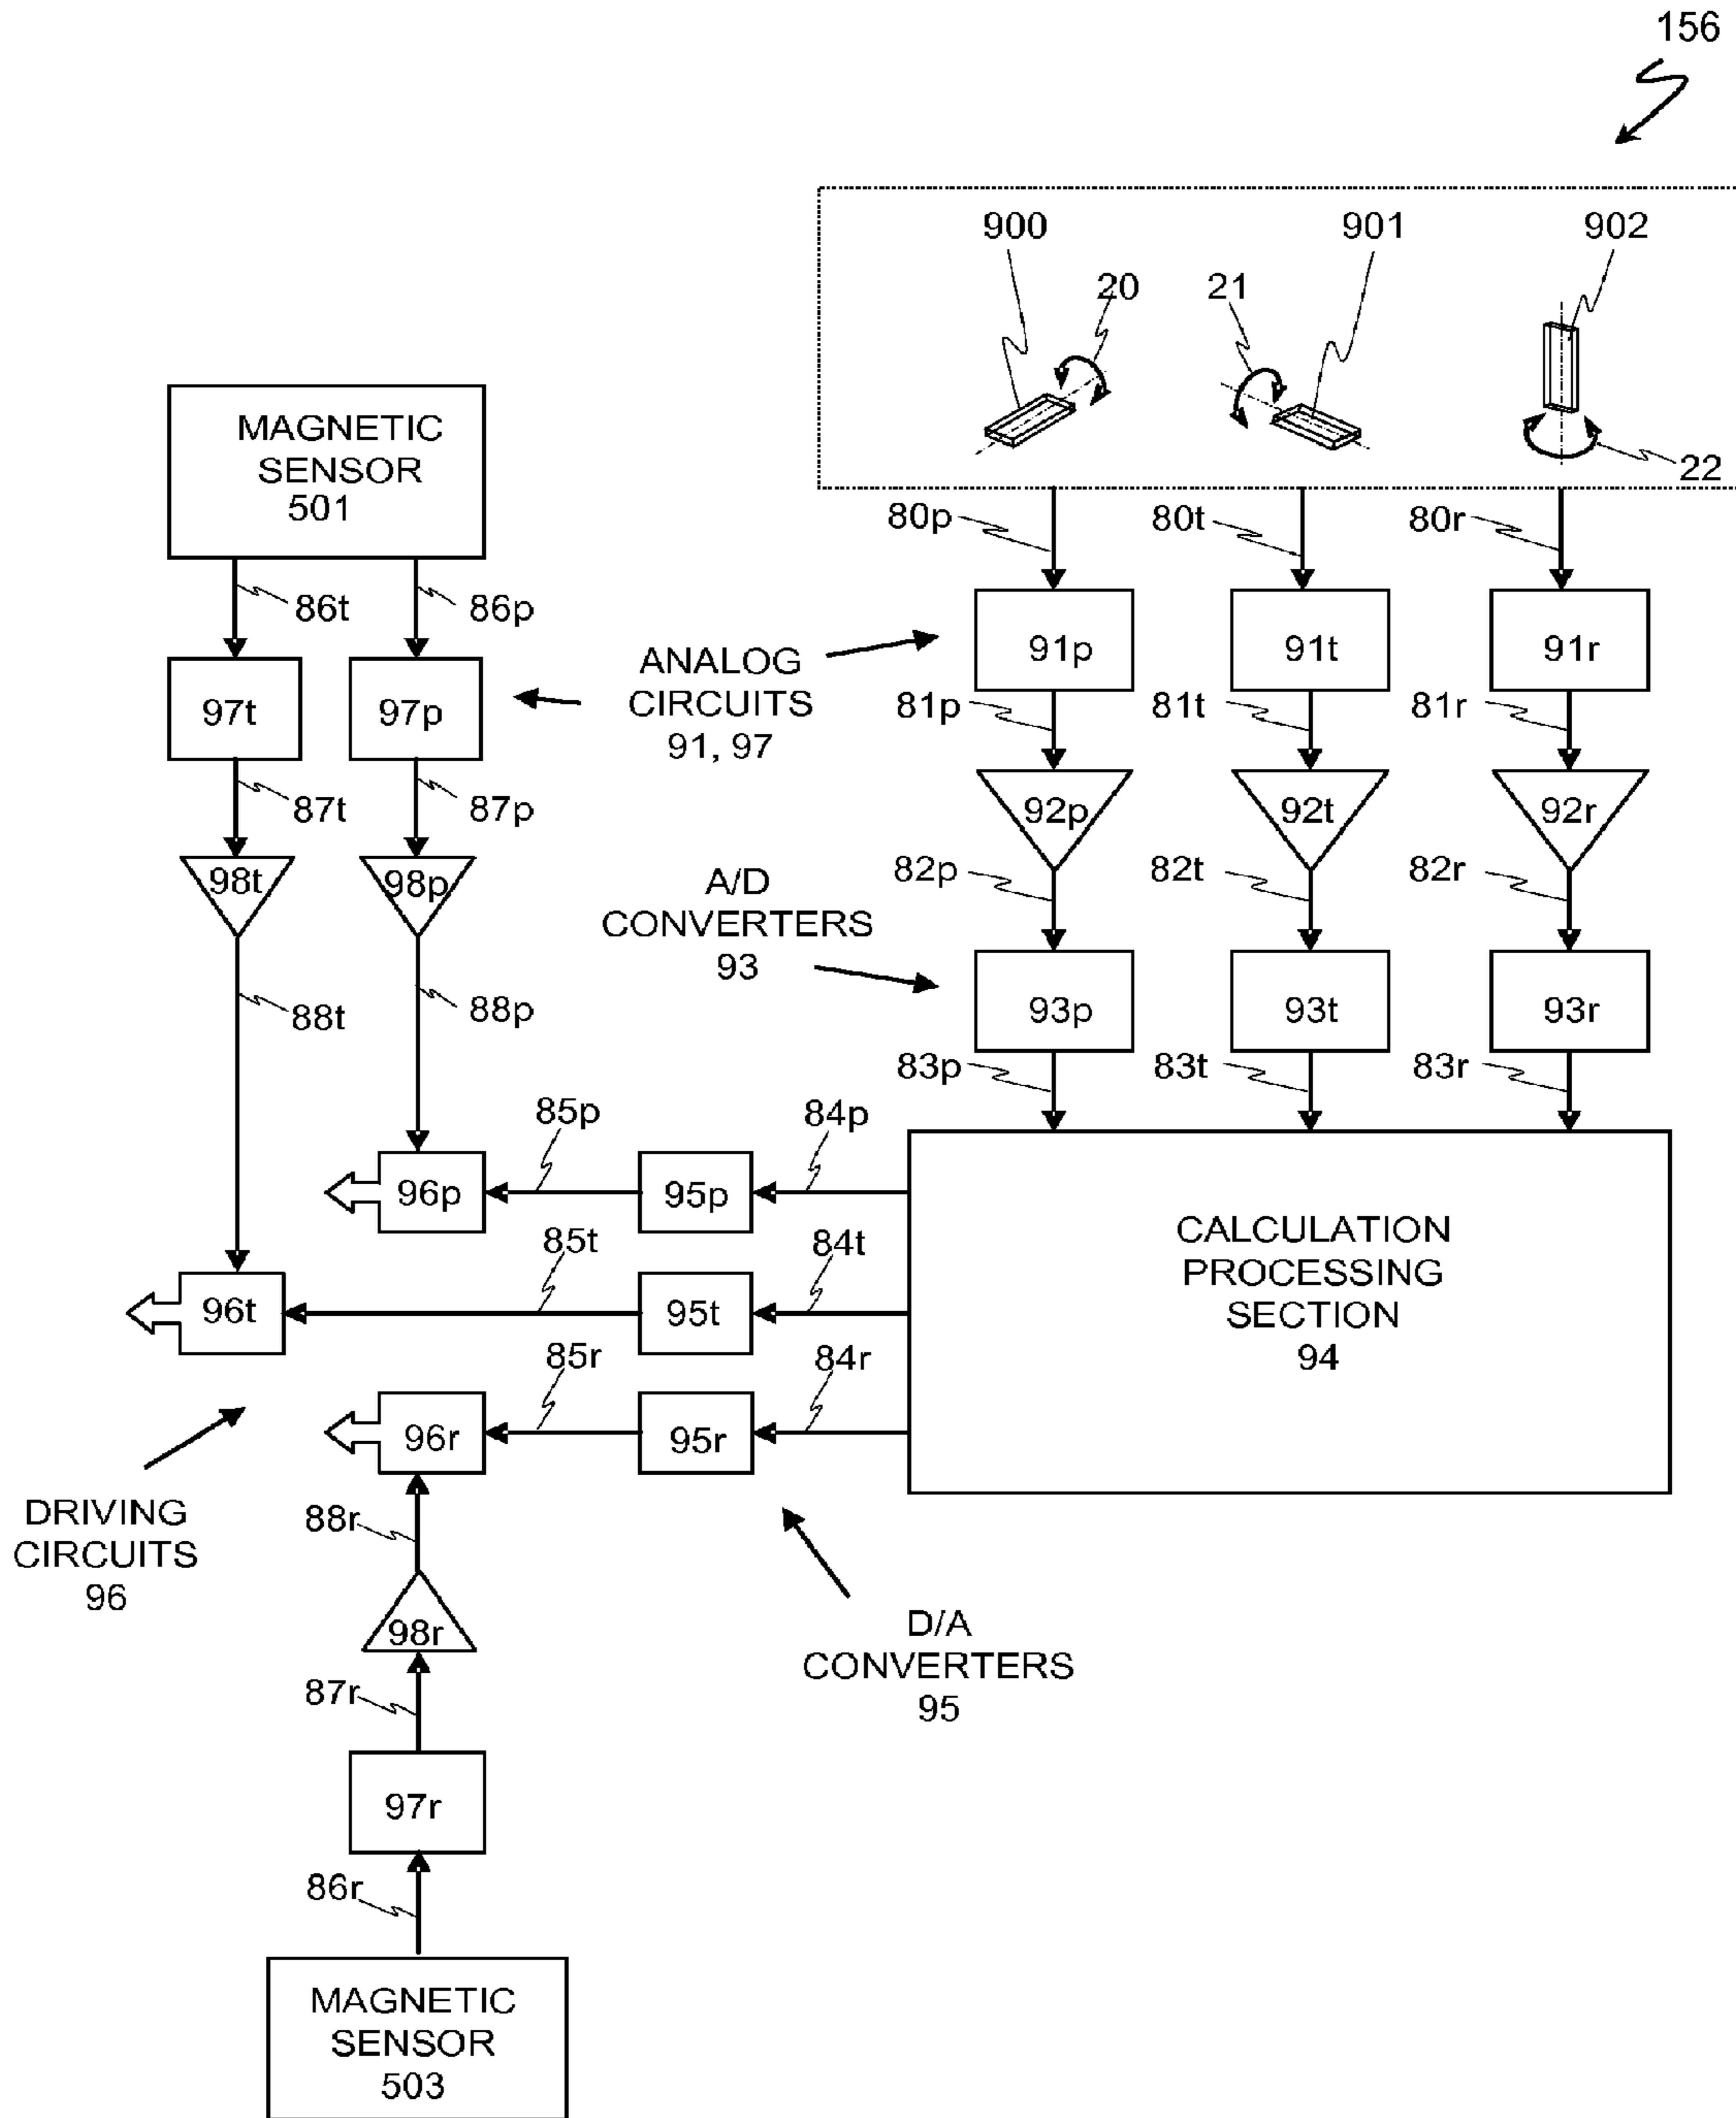 156
900
901
902
20
21
22
MAGNETIC
SENSOR
501
80p
80t
80r
86t
86p
ANALOG
CIRCUITS
91, 97
91p
91t
91r
97t
97p
81p
81t
81r
87t
87p
92p
92t
92r
98t
98p
A/D
CONVERTERS
93
82p
82t
82r
88t
88p
93p
93t
93r
83p
83t
83r
85p
84p
96p
95p
CALCULATION
PROCESSING
SECTION
94
85t
84t
96t
95t
85r
84r
96r
95r
DRIVING
CIRCUITS
96
88r
98r
D/A
CONVERTERS
95
87r
97r
86r
MAGNETIC
SENSOR
503